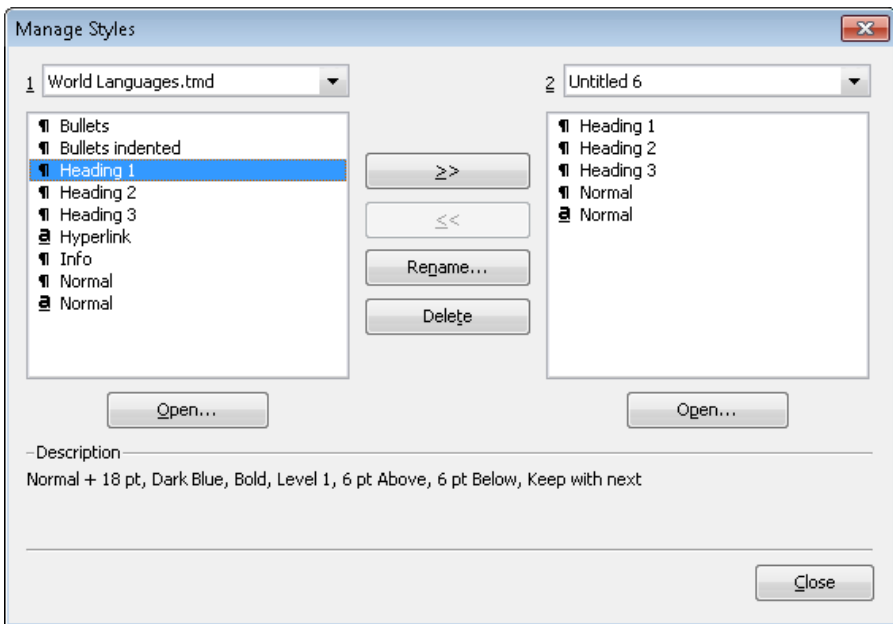 Manage Styles
1 World Languages.tmd
2 Untitled 6
¶ Bullets
¶ Bullets indented
¶ Heading 1
¶ Heading 2
¶ Heading 3
a Hyperlink
¶ Info
¶ Normal
a Normal
>>
<<
Rename...
Delete
¶ Heading 1
¶ Heading 2
¶ Heading 3
¶ Normal
a Normal
Open...
Open...
Description
Normal + 18 pt, Dark Blue, Bold, Level 1, 6 pt Above, 6 pt Below, Keep with next
Close